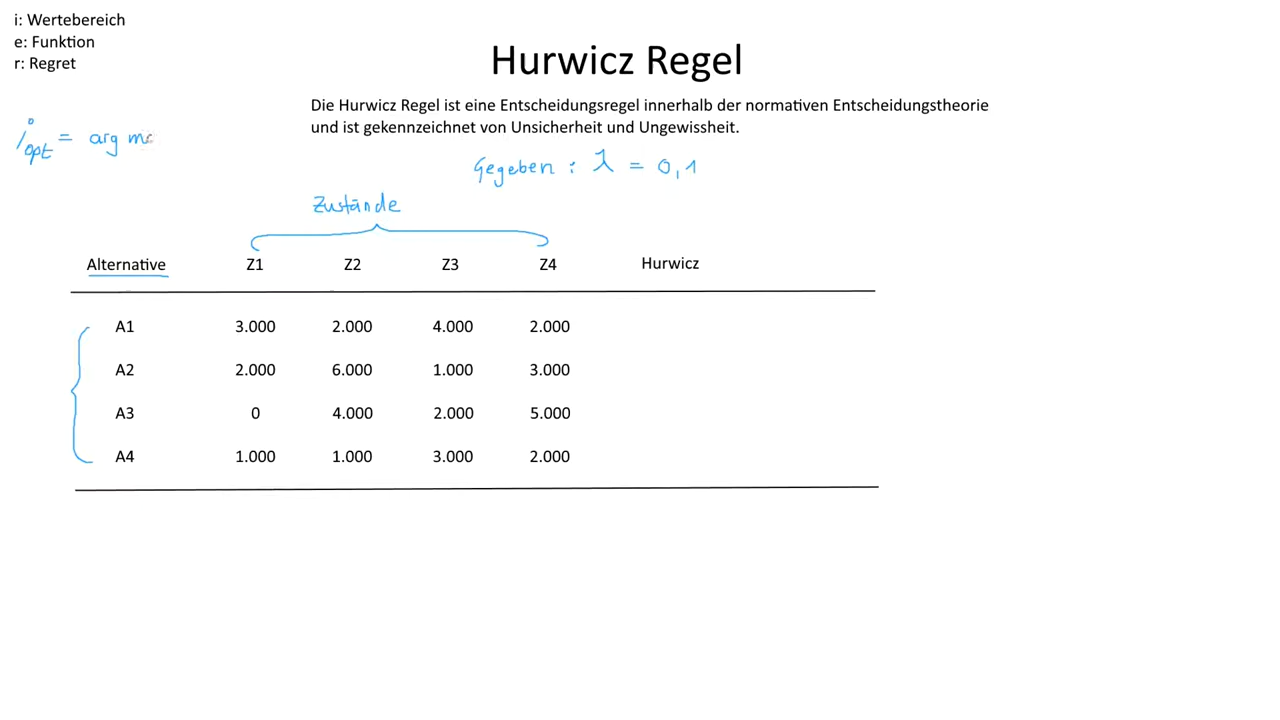 i: Wertebereich
e: Funktion
r: Regret
Hurwicz Regel
Die Hurwicz Regel ist eine Entscheidungsregel innerhalb der normativen Entscheidungstheorie
und ist gekennzeichnet von Unsicherheit und Ungewissheit.
i opt = arg ma
Gegeben : λ = 0,1
Zustände
Alternative Z1 Z2 Z3 Z4 Hurwicz
A1 3.000 2.000 4.000 2.000
A2 2.000 6.000 1.000 3.000
A3 0 4.000 2.000 5.000
A4 1.000 1.000 3.000 2.000